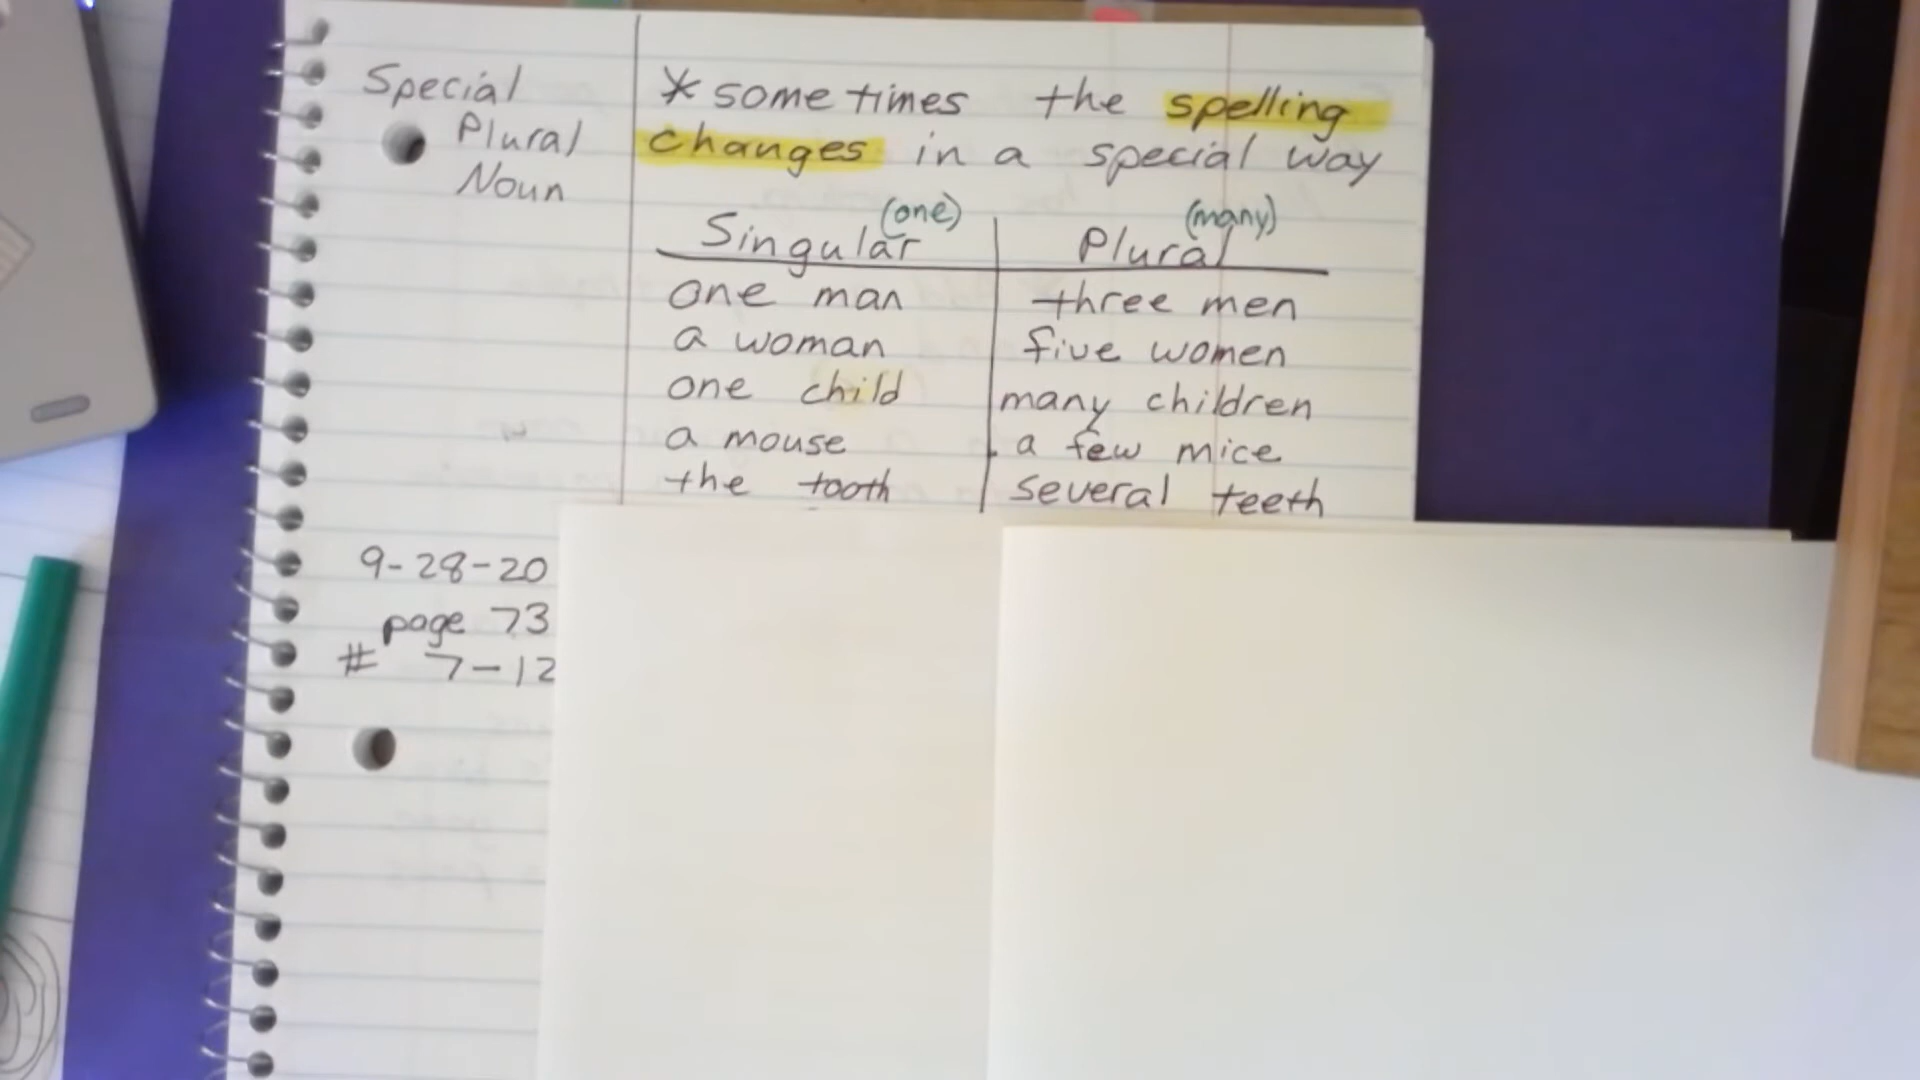 Special
Plural
Noun
* some times the spelling
changes in a special way
Singular (one) Plural (many)
one man three men
a woman five women
one child many children
a mouse a few mice
the tooth several teeth
9-28-20
page 73
# 7-12